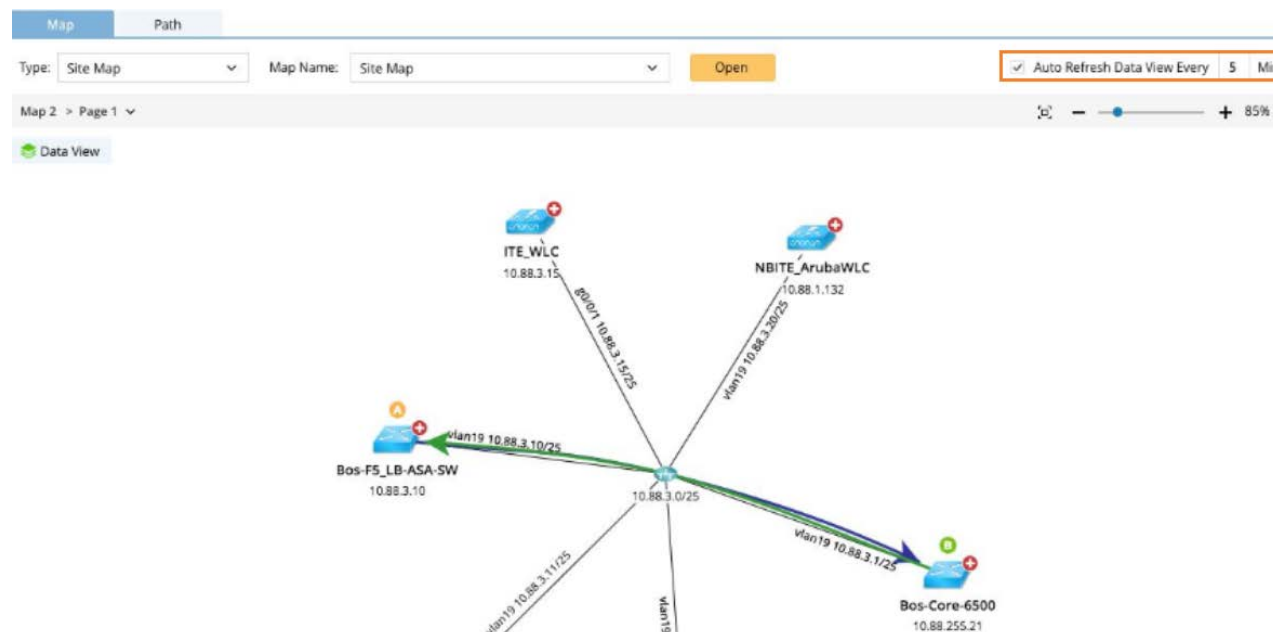 Map Path
Type: Site Map Map Name: Site Map Open Auto Refresh Data View Every 5
Map 2 > Page 1 85%
Data View
ITE_WLC
10.88.3.15
NBITE_ArubaWLC
10.88.1.132
g0/0/1 10.88.3.15/25
vlan19 10.88.3.20/25
A
vlan19 10.88.3.10/25
Bos-F5_LB-ASA-SW
10.88.3.10
10.88.3.0/25
vlan19 10.88.3.1/25
B
Bos-Core-6500
10.88.255.21
vlan19 10.88.3.11/25
vlan19